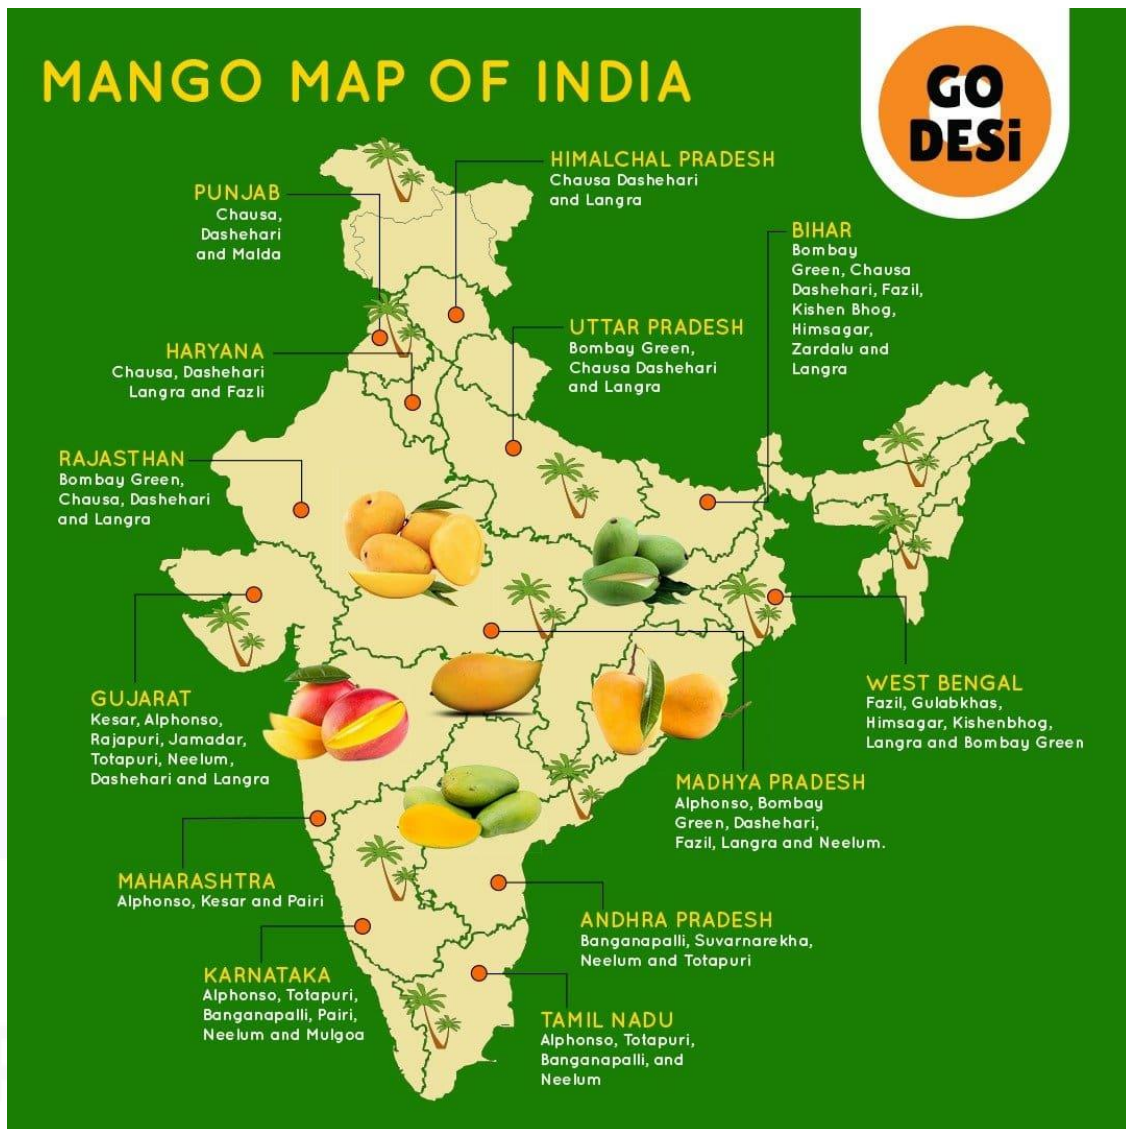 MANGO MAP OF INDIA
GO
DESi
HIMALCHAL PRADESH
Chausa Dashehari
and Langra
PUNJAB
Chausa,
Dashehari
and Malda
BIHAR
Bombay
Green, Chausa
Dashehari, Fazil,
Kishen Bhog,
Himsagar,
Zardalu and
Langra
UTTAR PRADESH
Bombay Green,
Chausa Dashehari
and Langra
HARYANA
Chausa, Dashehari
Langra and Fazli
RAJASTHAN
Bombay Green,
Chausa, Dashehari
and Langra
GUJARAT
Kesar, Alphonso,
Rajapuri, Jamadar,
Totapuri, Neelum,
Dashehari and Langra
WEST BENGAL
Fazil, Gulabkhas,
Himsagar, Kishenbhog,
Langra and Bombay Green
MADHYA PRADESH
Alphonso, Bombay
Green, Dashehari,
Fazil, Langra and Neelum.
MAHARASHTRA
Alphonso, Kesar and Pairi
ANDHRA PRADESH
Banganapalli, Suvarnarekha,
Neelum and Totapuri
KARNATAKA
Alphonso, Totapuri,
Banganapalli, Pairi,
Neelum and Mulgoa
TAMIL NADU
Alphonso, Totapuri,
Banganapalli, and
Neelum